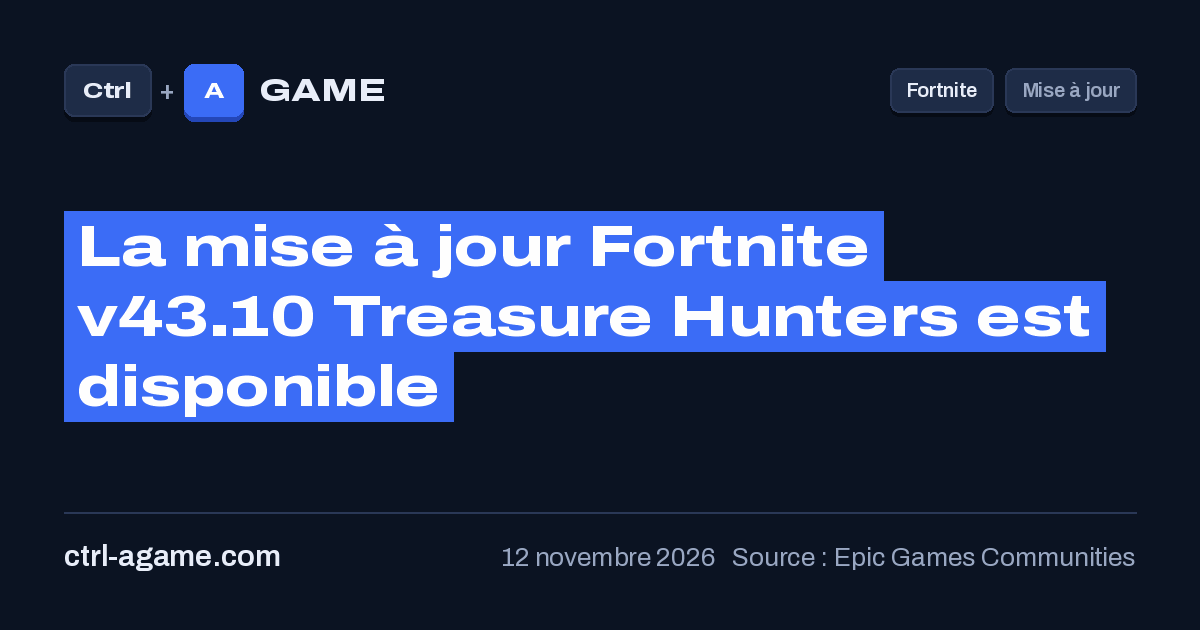 Ctrl + A GAME
Fortnite
Mise à jour
La mise à jour Fortnite
v43.10 Treasure Hunters est
disponible
ctrl-agame.com
12 novembre 2026 Source : Epic Games Communities